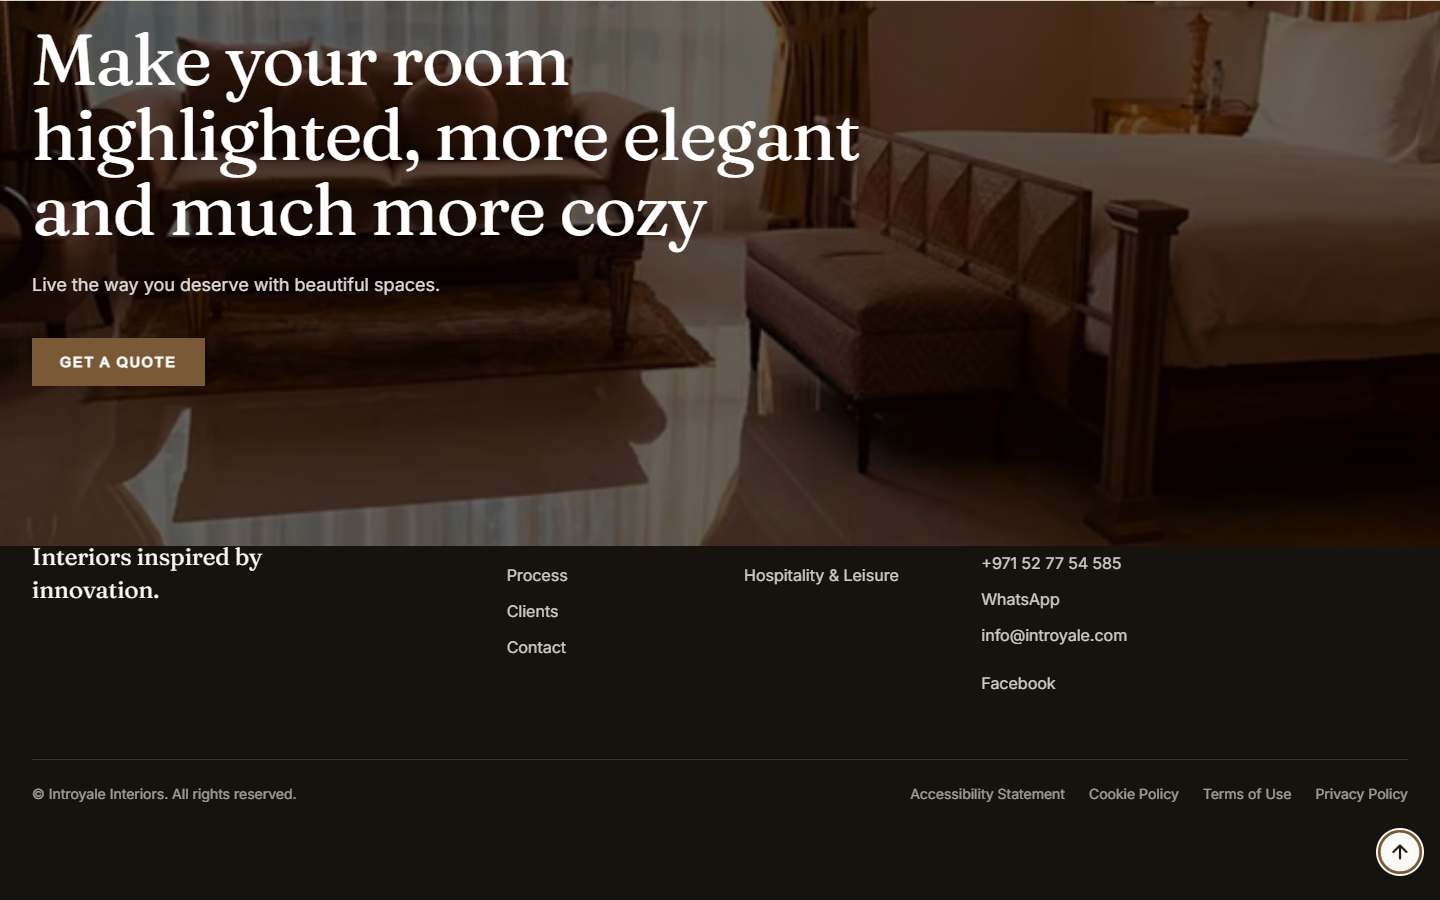 Make your room
highlighted, more elegant
and much more cozy
Live the way you deserve with beautiful spaces.
GET A QUOTE
Interiors inspired by
innovation.
Process
Clients
Contact
Hospitality & Leisure
+971 52 77 54 585
WhatsApp
info@introyale.com
Facebook
© Introyale Interiors. All rights reserved.
Accessibility Statement
Cookie Policy
Terms of Use
Privacy Policy